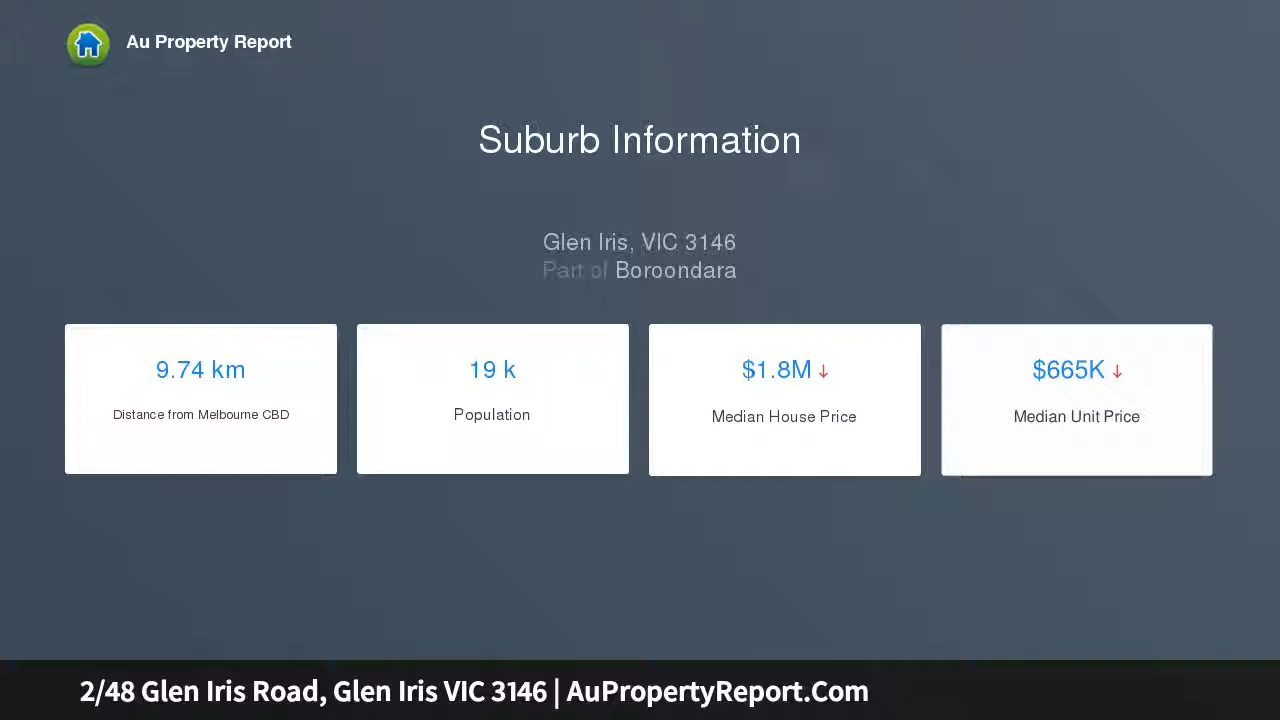 Au Property Report
Suburb Information
Glen Iris, VIC 3146
Part of Boroondara
9.74 km
Distance from Melbourne CBD
19 k
Population
$1.8M ↓
Median House Price
$665K ↓
Median Unit Price
2/48 Glen Iris Road, Glen Iris VIC 3146 | AuPropertyReport.Com